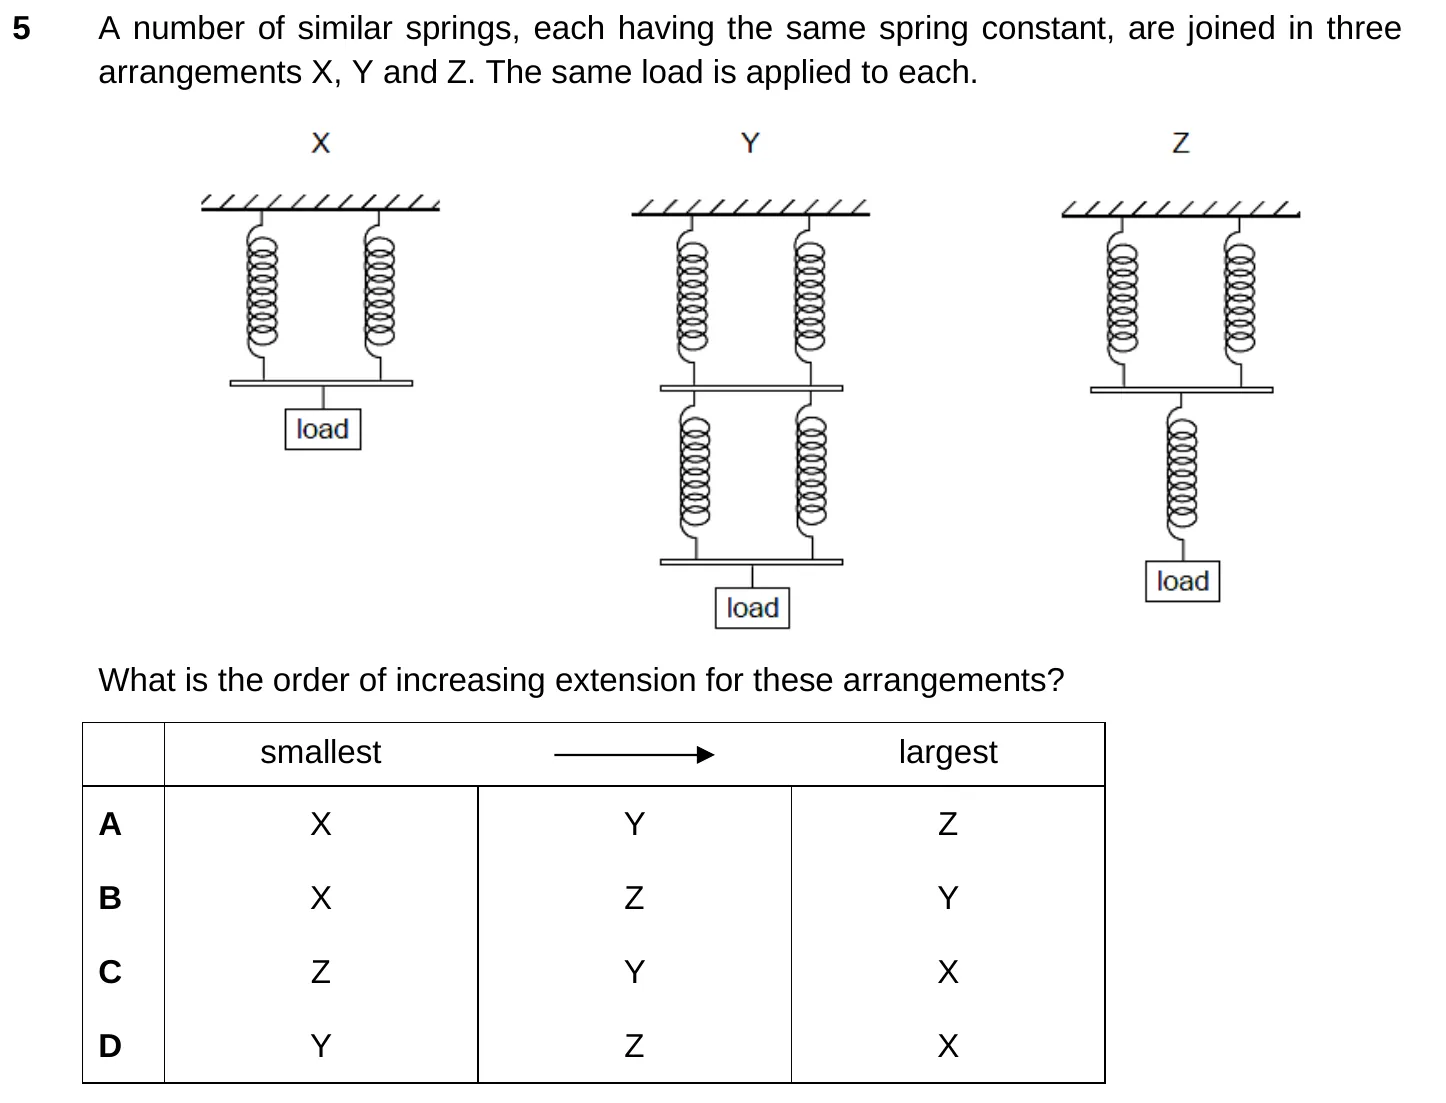 5 A number of similar springs, each having the same spring constant, are joined in three
arrangements X, Y and Z. The same load is applied to each.
X Y Z
load load load
What is the order of increasing extension for these arrangements?
smallest largest
A X Y Z
B X Z Y
C Z Y X
D Y Z X